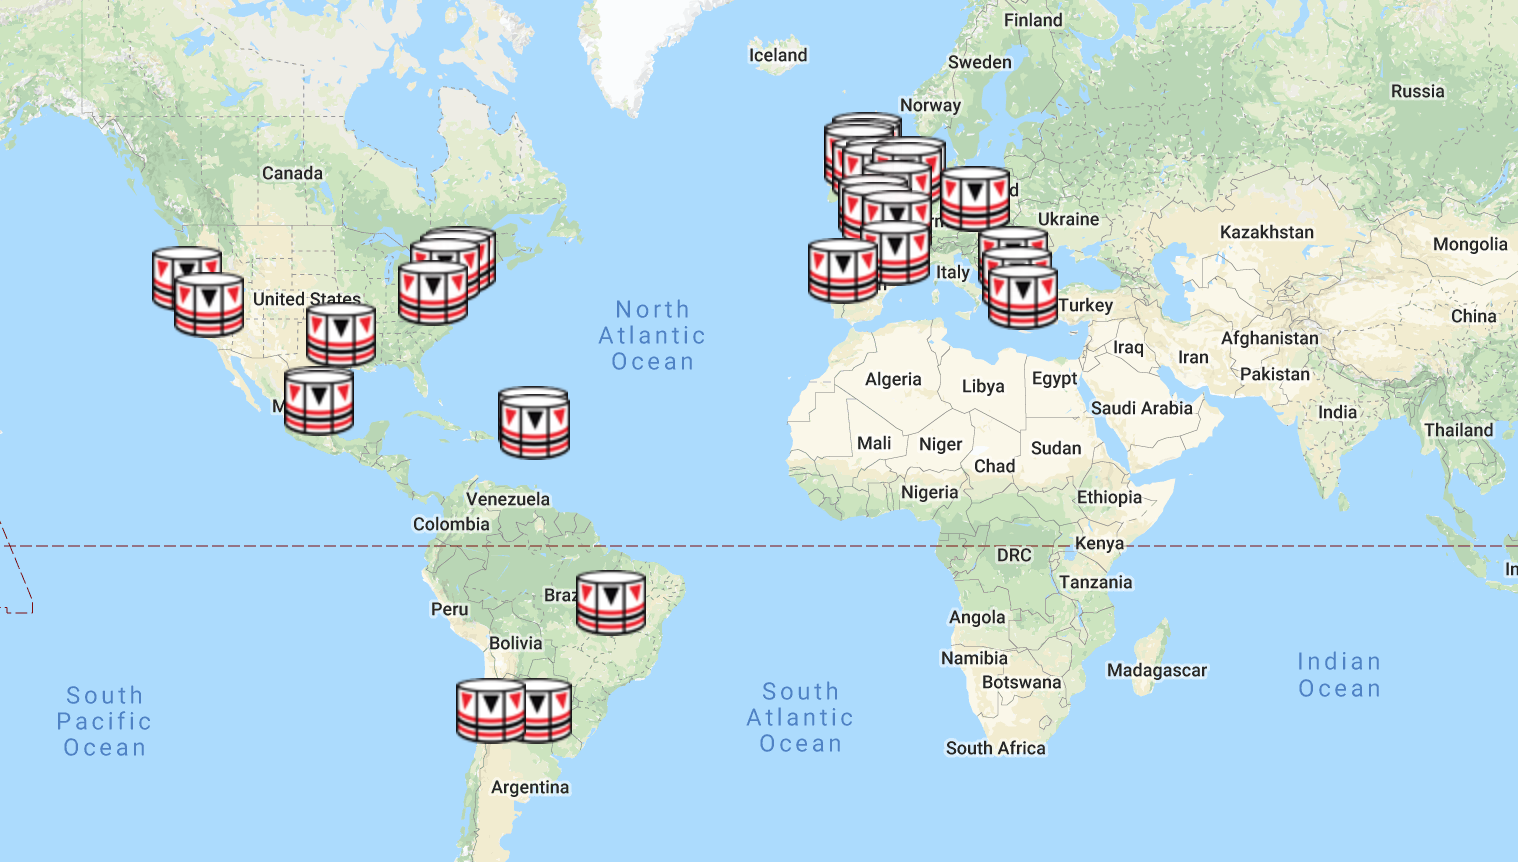 Finland
Iceland
Sweden
Russia
Norway
Canada
d
Ukraine
Kazakhstan
Mongolia
Italy
United States
Turkey
North
Atlantic
Ocean
China
Afghanistan
Iraq
Iran
Pakistan
Algeria
Libya
Egypt
Saudi Arabia
India
M
Thailand
Mali
Niger
Sudan
Chad
Nigeria
Ethiopia
Venezuela
Colombia
Kenya
DRC
In
Tanzania
Braz
Peru
Angola
Bolivia
Namibia
Botswana
Madagascar
Indian
Ocean
South
Pacific
Ocean
South
Atlantic
Ocean
South Africa
Argentina